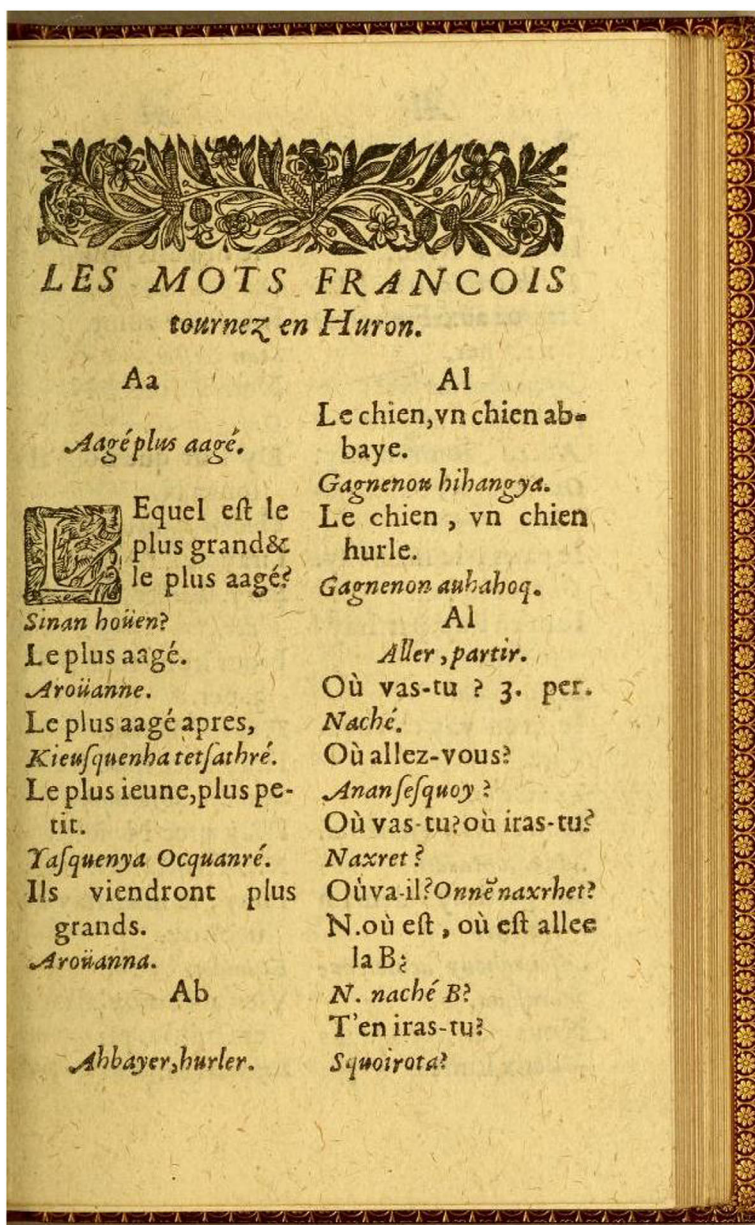 LES MOTS FRANCOIS
tournez en Huron.
Aa
Aagé plus aagé.
LEquel eſt le
plus grand &
le plus aagé?
Sinan hoüen?
Le plus aagé.
Aroüanne.
Le plus aagé apres,
Kieuſquenha tetſathré.
Le plus ieune, plus pe-
tit.
Yaſquenya Ocquanré.
Ils viendront plus
grands.
Aroüanna.
Ab
Abbayer, hurler.
Al
Le chien, vn chien ab-
baye.
Gagnenou hihangya.
Le chien, vn chien
hurle.
Gagnenon auhahoq.
Al
Aller, partir.
Où vas-tu ? 3. per.
Naché.
Où allez-vous?
Ananſeſquoy ?
Où vas-tu? où iras-tu?
Naxret ?
Où va-il? Onnĕ naxrhet?
N. où eſt, où eſt allee
la B?
N. naché B?
T'en iras-tu?
Squoirota?